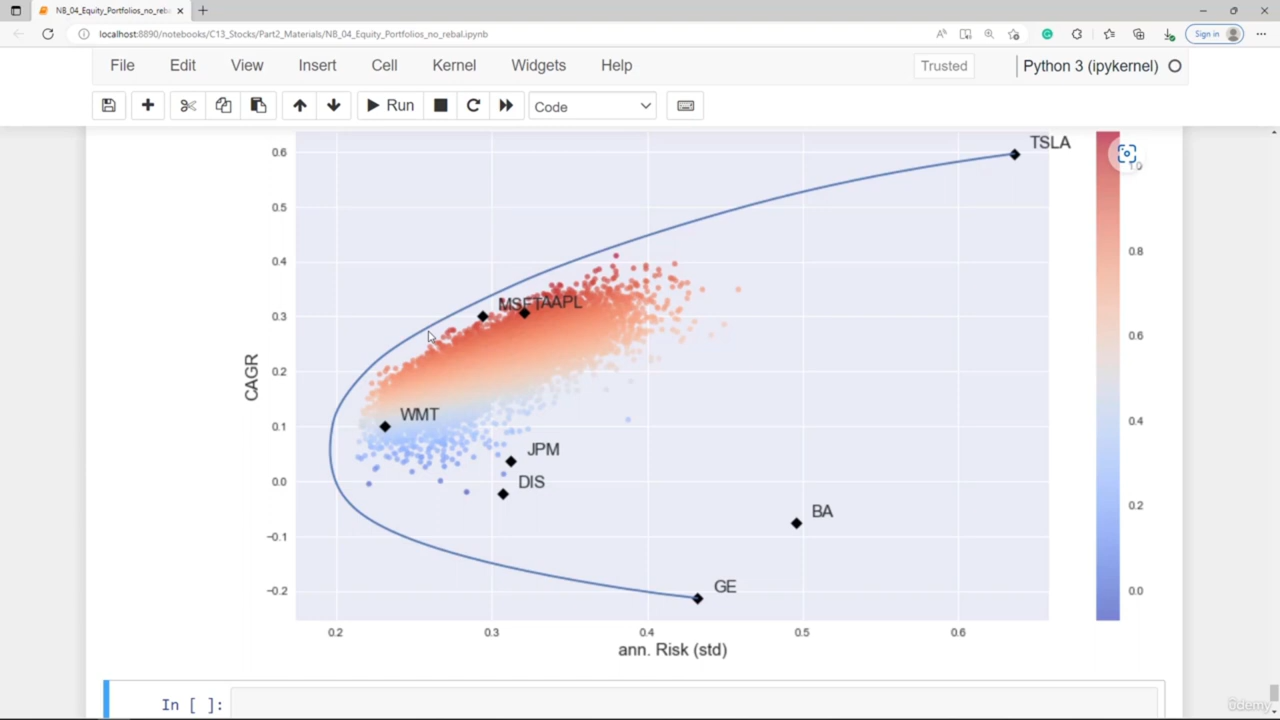 NB_04_Equity_Portfolios_no_reba
localhost:8890/notebooks/C13_Stocks/Part2_Materials/NB_04_Equity_Portfolios_no_rebal.ipynb
Sign in
File Edit View Insert Cell Kernel Widgets Help
Trusted
Python 3 (ipykernel)
Run
Code
0.6
0.5
0.4
0.3
0.2
0.1
0.0
−0.1
−0.2
CAGR
TSLA
MSFT
AAPL
WMT
JPM
DIS
BA
GE
0.2 0.3 0.4 0.5 0.6
ann. Risk (std)
1.0
0.8
0.6
0.4
0.2
0.0
In [ ]:
ûdemy